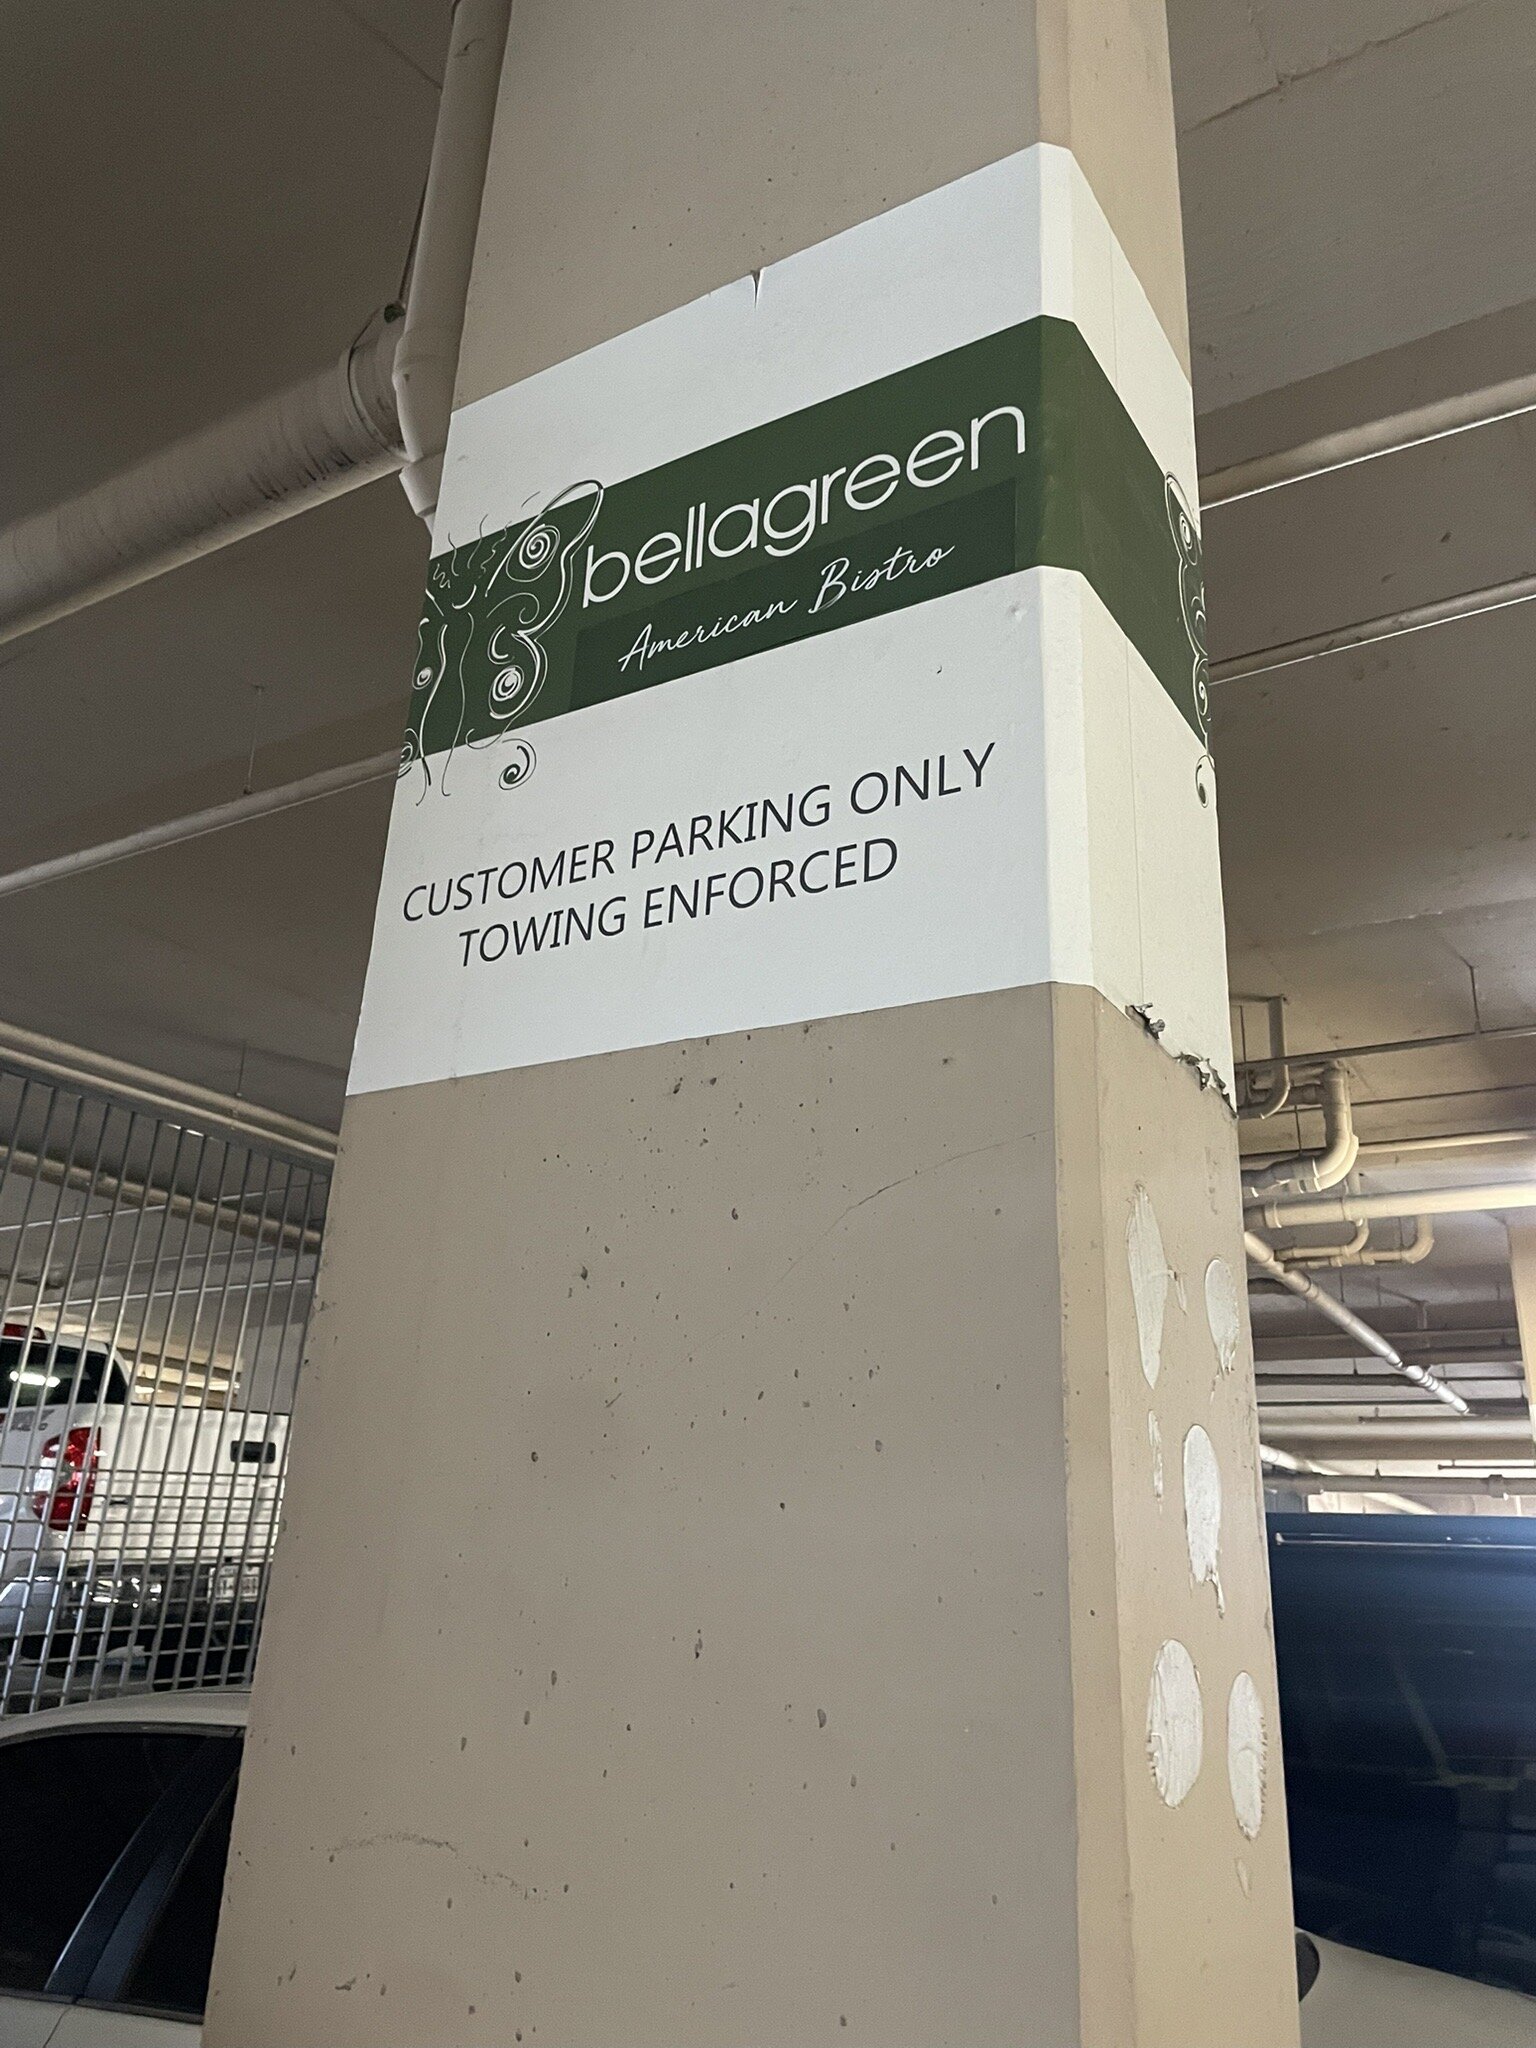 bellagreen
American Bistro
CUSTOMER PARKING ONLY
TOWING ENFORCED